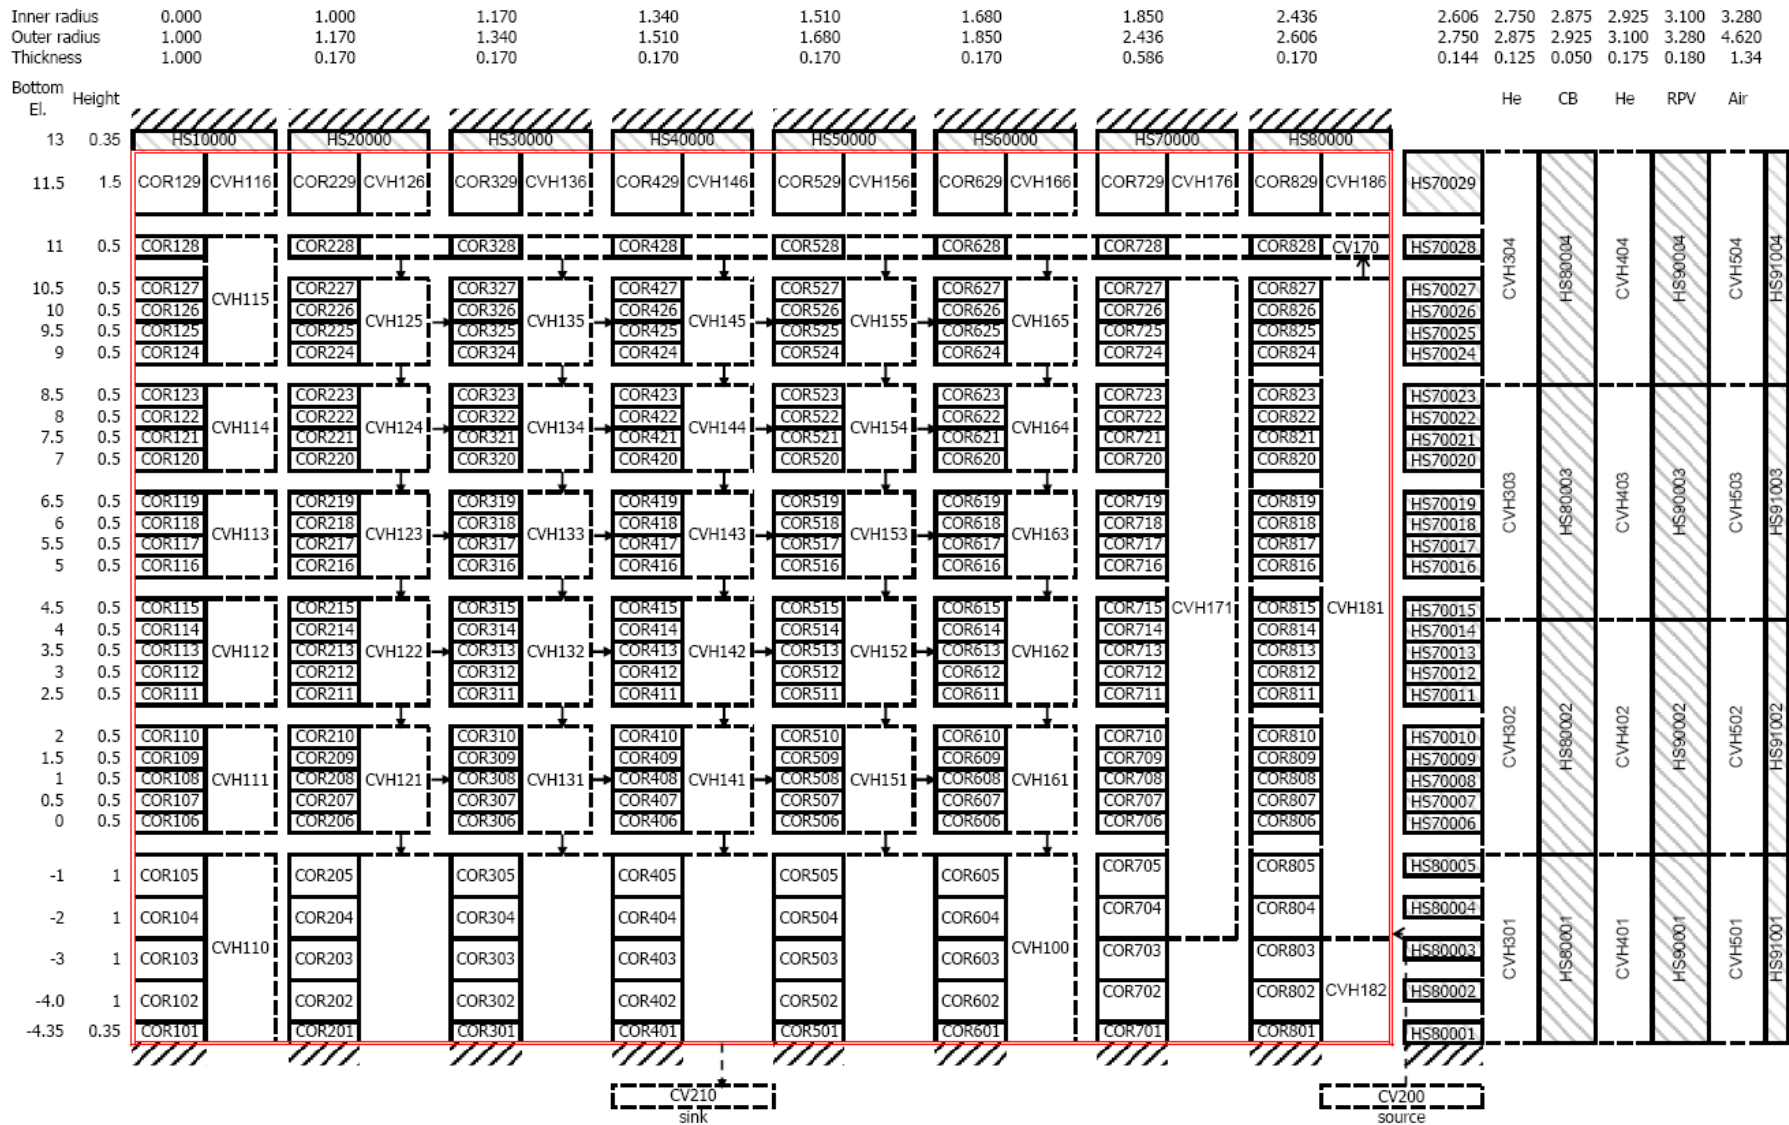 Inner radius 0.000 1.000 1.170 1.340 1.510 1.680 1.850 2.436 2.606 2.750 2.875 2.925 3.100 3.280
Outer radius 1.000 1.170 1.340 1.510 1.680 1.850 2.436 2.606 2.750 2.875 2.925 3.100 3.280 4.620
Thickness 1.000 0.170 0.170 0.170 0.170 0.170 0.586 0.170 0.144 0.125 0.050 0.175 0.180 1.34
Bottom El. Height He CB He RPV Air
13 0.35 HS10000 HS20000 HS30000 HS40000 HS50000 HS60000 HS70000 HS80000
11.5 1.5 COR129 CVH116 COR229 CVH126 COR329 CVH136 COR429 CVH146 COR529 CVH156 COR629 CVH166 COR729 CVH176 COR829 CVH186 HS70029
11 0.5 COR128 COR228 COR328 COR428 COR528 COR628 COR728 COR828 CV170 HS70028
CVH304 HS80004 CVH404 HS90004 CVH504 HS91004
10.5 0.5 COR127 COR227 COR327 COR427 COR527 COR627 COR727 COR827 HS70027
CVH115
10 0.5 COR126 COR226 COR326 COR426 COR526 COR626 COR726 COR826 HS70026
CVH125 CVH135 CVH145 CVH155 CVH165
9.5 0.5 COR125 COR225 COR325 COR425 COR525 COR625 COR725 COR825 HS70025
9 0.5 COR124 COR224 COR324 COR424 COR524 COR624 COR724 COR824 HS70024
8.5 0.5 COR123 COR223 COR323 COR423 COR523 COR623 COR723 COR823 HS70023
8 0.5 COR122 COR222 COR322 COR422 COR522 COR622 COR722 COR822 HS70022
CVH114 CVH124 CVH134 CVH144 CVH154 CVH164
7.5 0.5 COR121 COR221 COR321 COR421 COR521 COR621 COR721 COR821 HS70021
7 0.5 COR120 COR220 COR320 COR420 COR520 COR620 COR720 COR820 HS70020
CVH303 HS80003 CVH403 HS90003 CVH503 HS91003
6.5 0.5 COR119 COR219 COR319 COR419 COR519 COR619 COR719 COR819 HS70019
6 0.5 COR118 COR218 COR318 COR418 COR518 COR618 COR718 COR818 HS70018
CVH113 CVH123 CVH133 CVH143 CVH153 CVH163
5.5 0.5 COR117 COR217 COR317 COR417 COR517 COR617 COR717 COR817 HS70017
5 0.5 COR116 COR216 COR316 COR416 COR516 COR616 COR716 COR816 HS70016
4.5 0.5 COR115 COR215 COR315 COR415 COR515 COR615 COR715 CVH171 COR815 CVH181 HS70015
4 0.5 COR114 COR214 COR314 COR414 COR514 COR614 COR714 COR814 HS70014
3.5 0.5 COR113 CVH112 COR213 CVH122 COR313 CVH132 COR413 CVH142 COR513 CVH152 COR613 CVH162 COR713 COR813 HS70013
3 0.5 COR112 COR212 COR312 COR412 COR512 COR612 COR712 COR812 HS70012
2.5 0.5 COR111 COR211 COR311 COR411 COR511 COR611 COR711 COR811 HS70011
2 0.5 COR110 COR210 COR310 COR410 COR510 COR610 COR710 COR810 HS70010
CVH302 HS80002 CVH402 HS90002 CVH502 HS91002
1.5 0.5 COR109 COR209 COR309 COR409 COR509 COR609 COR709 COR809 HS70009
1 0.5 COR108 CVH111 COR208 CVH121 COR308 CVH131 COR408 CVH141 COR508 CVH151 COR608 CVH161 COR708 COR808 HS70008
0.5 0.5 COR107 COR207 COR307 COR407 COR507 COR607 COR707 COR807 HS70007
0 0.5 COR106 COR206 COR306 COR406 COR506 COR606 COR706 COR806 HS70006
-1 1 COR105 COR205 COR305 COR405 COR505 COR605 COR705 COR805 HS80005
-2 1 COR104 COR204 COR304 COR404 COR504 COR604 COR704 COR804 HS80004
CVH110 CVH100
CVH301 HS80001 CVH401 HS90001 CVH501 HS91001
-3 1 COR103 COR203 COR303 COR403 COR503 COR603 COR703 COR803 HS80003
-4.0 1 COR102 COR202 COR302 COR402 COR502 COR602 COR702 COR802 CVH182 HS80002
-4.35 0.35 COR101 COR201 COR301 COR401 COR501 COR601 COR701 COR801 HS80001
CV210 CV200
sink source